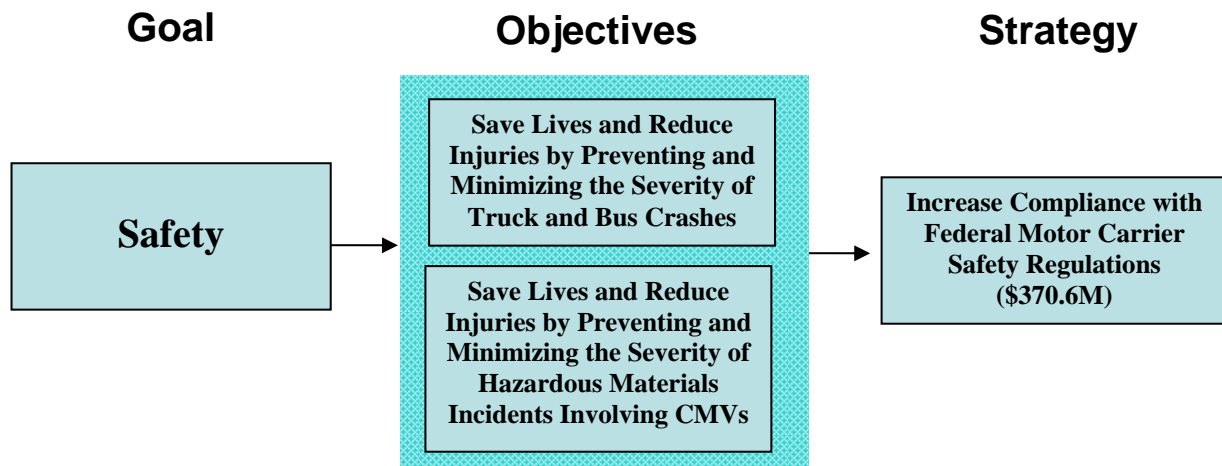 Goal
Objectives
Strategy
Safety
Save Lives and Reduce
Injuries by Preventing and
Minimizing the Severity of
Truck and Bus Crashes
Save Lives and Reduce
Injuries by Preventing and
Minimizing the Severity of
Hazardous Materials
Incidents Involving CMVs
Increase Compliance with
Federal Motor Carrier
Safety Regulations
($370.6M)